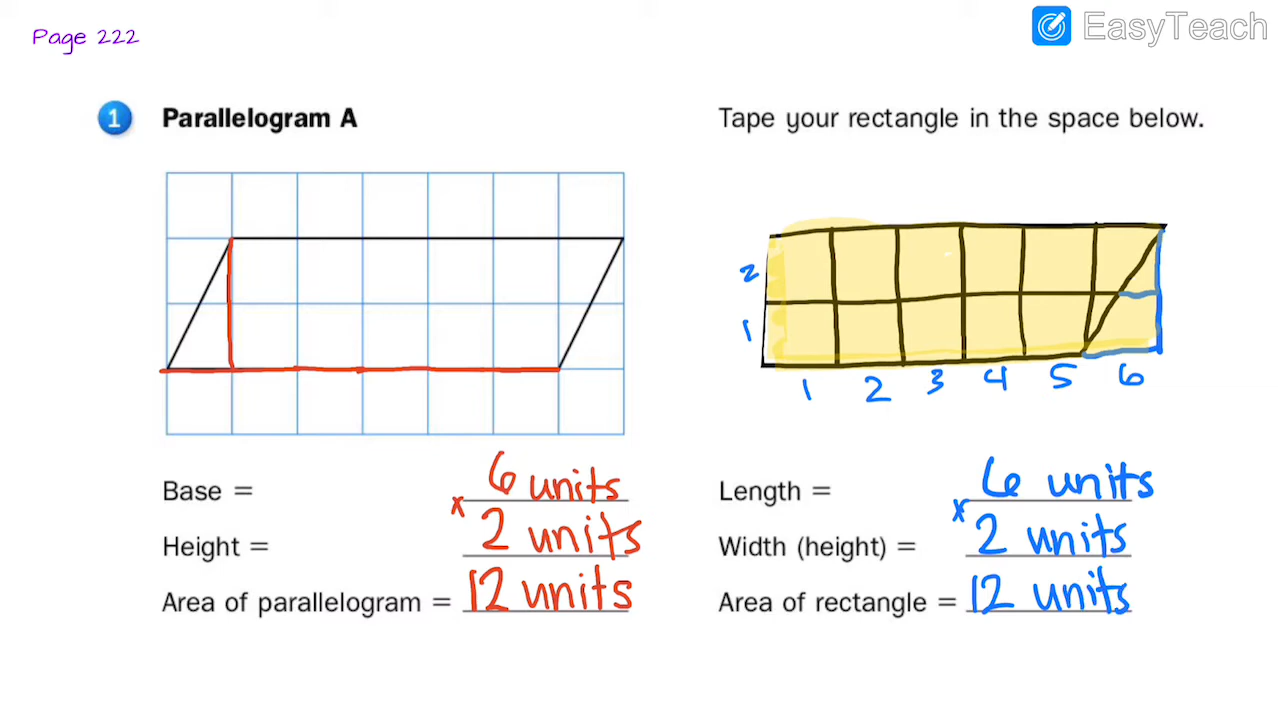 Page 222
EasyTeach
1 Parallelogram A
Tape your rectangle in the space below.
2
1
1 2 3 4 5 6
Base = 6 units
Height = x 2 units
Area of parallelogram = 12 units
Length = 6 units
Width (height) = x 2 units
Area of rectangle = 12 units